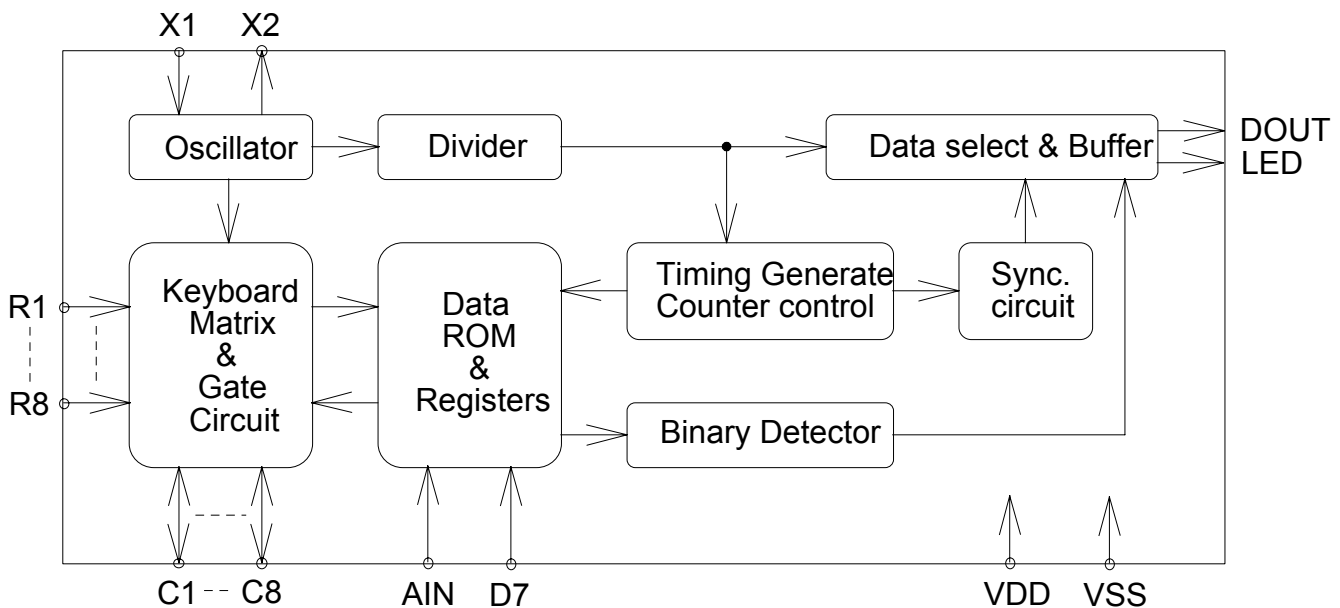 X1 X2
Oscillator
Divider
Data select & Buffer
DOUT
LED
Keyboard
Matrix
&
Gate
Circuit
Data
ROM
&
Registers
Timing Generate
Counter control
Sync.
circuit
R1
R8
Binary Detector
C1 -- C8
AIN
D7
VDD
VSS